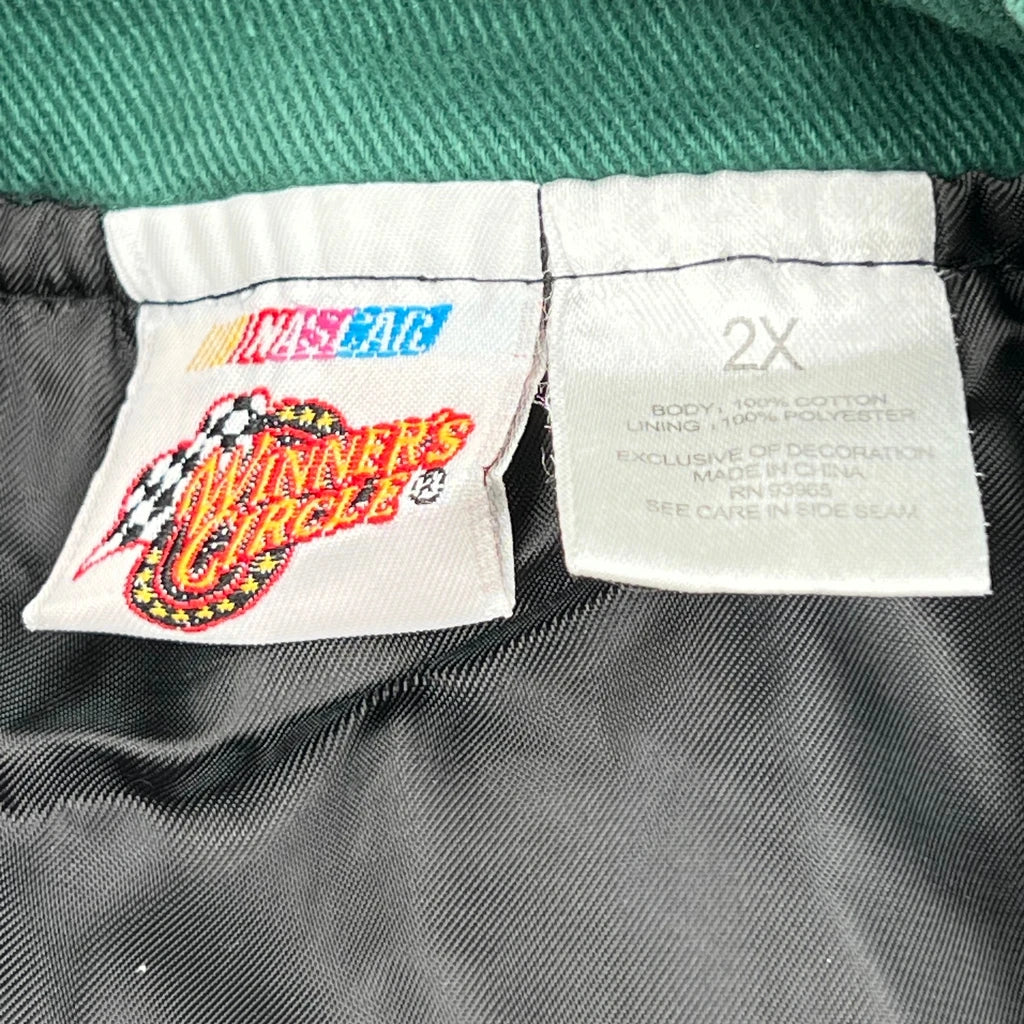 NASCAR
WINNER'S
CIRCLE®
2X
BODY : 100% COTTON
LINING : 100% POLYESTER
EXCLUSIVE OF DECORATION
MADE IN CHINA
RN 93965
SEE CARE IN SIDE SEAM